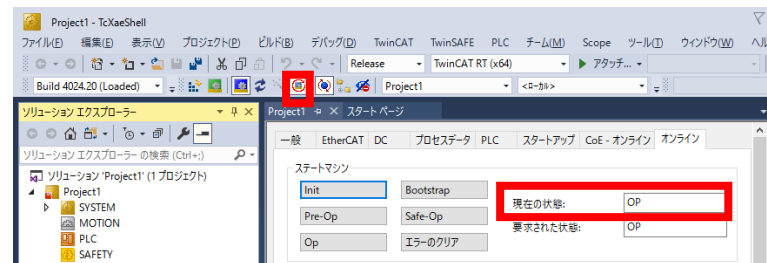 Project1 - TcXaeShell
ファイル(F) 編集(E) 表示(V) プロジェクト(P) ビルド(B) デバッグ(D) TwinCAT TwinSAFE PLC チーム(M) Scope ツール(T) ウィンドウ(W) ヘル
Release TwinCAT RT (x64) アタッチ...
Build 4024.20 (Loaded) Project1 <ローカル>
ソリューション エクスプローラー
Project1 スタート ページ
ソリューション エクスプローラー の検索 (Ctrl+;)
ソリューション 'Project1' (1 プロジェクト)
Project1
SYSTEM
MOTION
PLC
SAFETY
一般 EtherCAT DC プロセスデータ PLC スタートアップ CoE - オンライン オンライン
ステートマシン
Init Bootstrap
Pre-Op Safe-Op
Op エラーのクリア
現在の状態: OP
要求された状態: OP